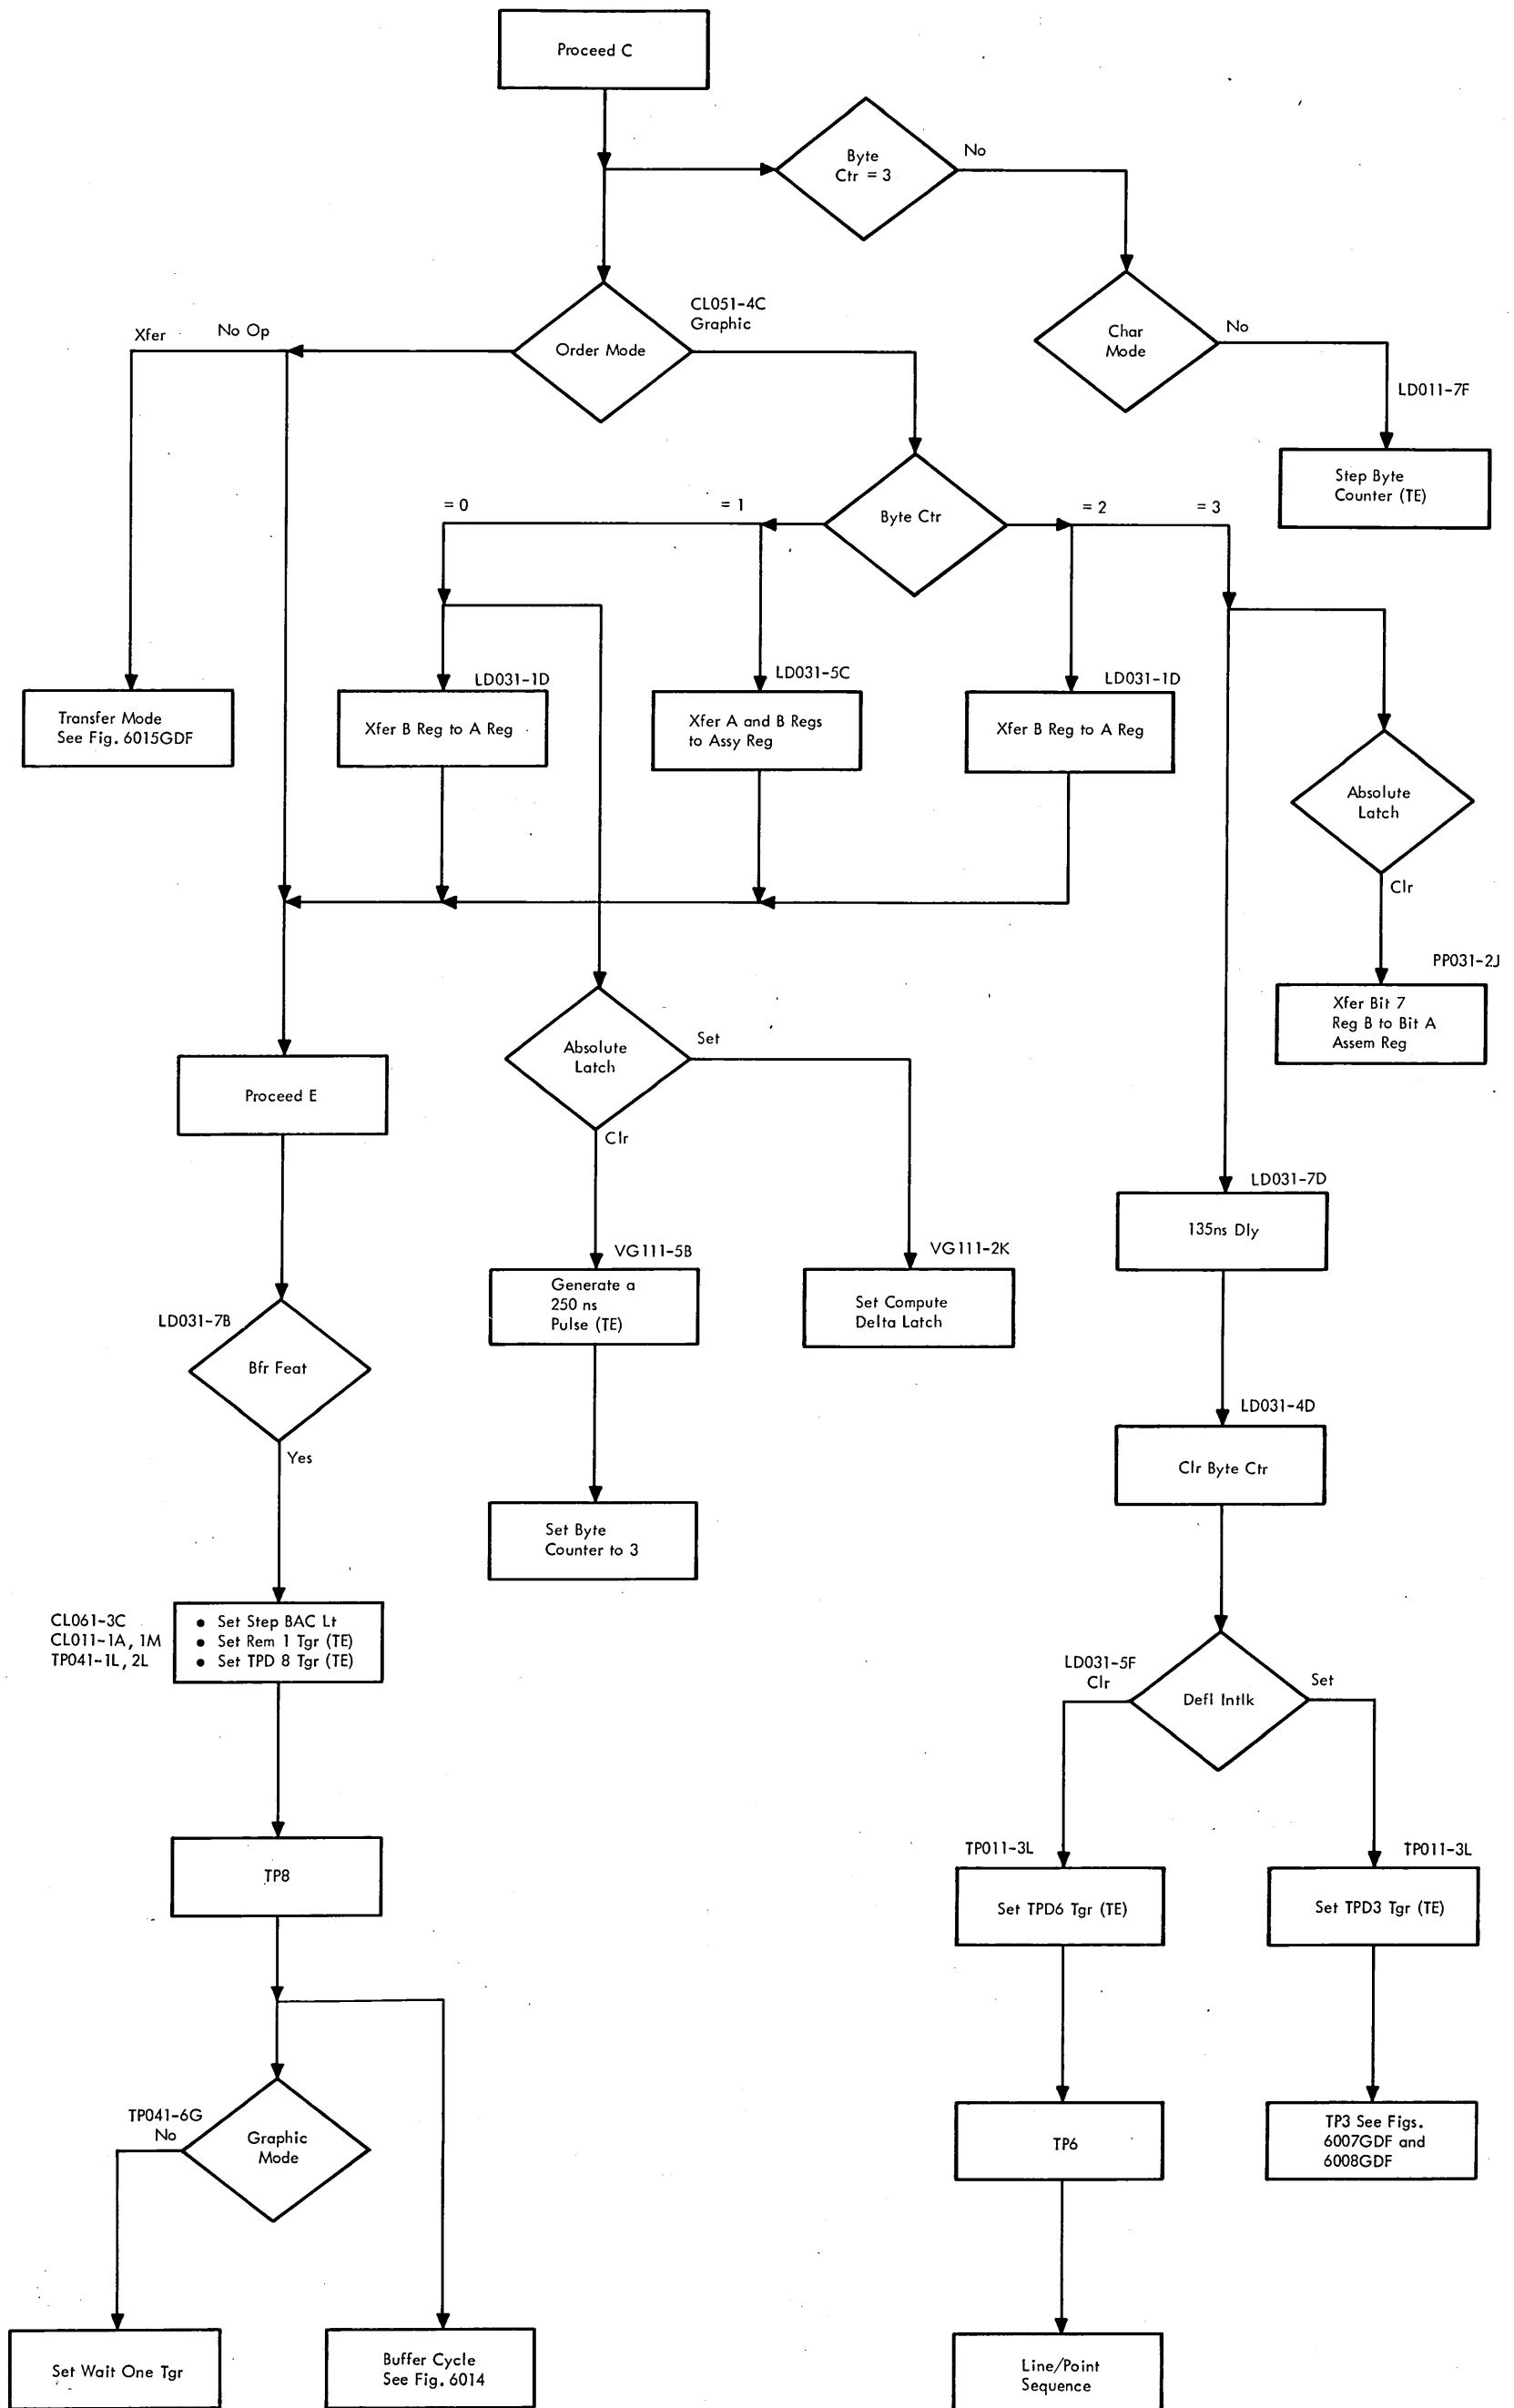 Proceed C
Byte
Ctr = 3
No
Order Mode
CL051-4C
Graphic
Xfer
No Op
Char
Mode
No
LD011-7F
Step Byte
Counter (TE)
Byte Ctr
= 0
= 1
= 2
= 3
LD031-1D
Xfer B Reg to A Reg
LD031-5C
Xfer A and B Regs
to Assy Reg
LD031-1D
Xfer B Reg to A Reg
Transfer Mode
See Fig. 6015GDF
Absolute
Latch
Clr
PP031-2J
Xfer Bit 7
Reg B to Bit A
Assem Reg
Proceed E
Absolute
Latch
Set
Clr
LD031-7D
135ns Dly
VG111-5B
Generate a
250 ns
Pulse (TE)
VG111-2K
Set Compute
Delta Latch
LD031-7B
Bfr Feat
Yes
LD031-4D
Clr Byte Ctr
Set Byte
Counter to 3
CL061-3C
CL011-1A, 1M
TP041-1L, 2L
• Set Step BAC Lt
• Set Rem 1 Tgr (TE)
• Set TPD 8 Tgr (TE)
LD031-5F
Clr
Defl Intlk
Set
TP8
TP011-3L
Set TPD6 Tgr (TE)
TP011-3L
Set TPD3 Tgr (TE)
TP041-6G
No
Graphic
Mode
TP6
TP3 See Figs.
6007GDF and
6008GDF
Set Wait One Tgr
Buffer Cycle
See Fig. 6014
Line/Point
Sequence